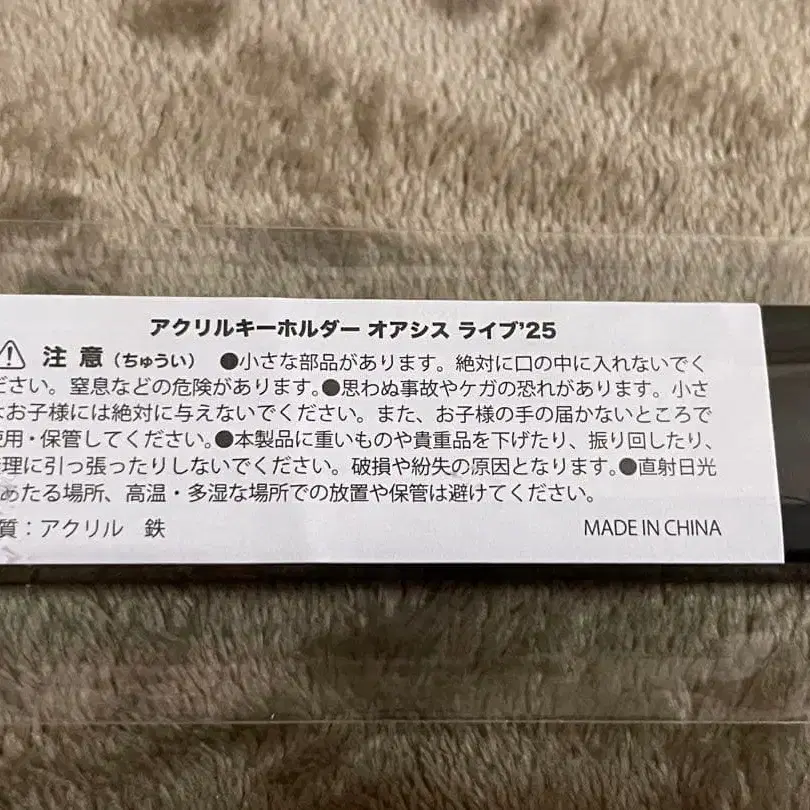 アクリルキーホルダー オアシス ライブ'25
⚠ 注 意（ちゅうい） ●小さな部品があります。絶対に口の中に入れないでく
ださい。窒息などの危険があります。●思わぬ事故やケガの恐れがあります。小さ
なお子様には絶対に与えないでください。また、お子様の手の届かないところで
使用・保管してください。●本製品に重いものや貴重品を下げたり、振り回したり、
無理に引っ張ったりしないでください。破損や紛失の原因となります。●直射日光
のあたる場所、高温・多湿な場所での放置や保管は避けてください。
質：アクリル 鉄
MADE IN CHINA